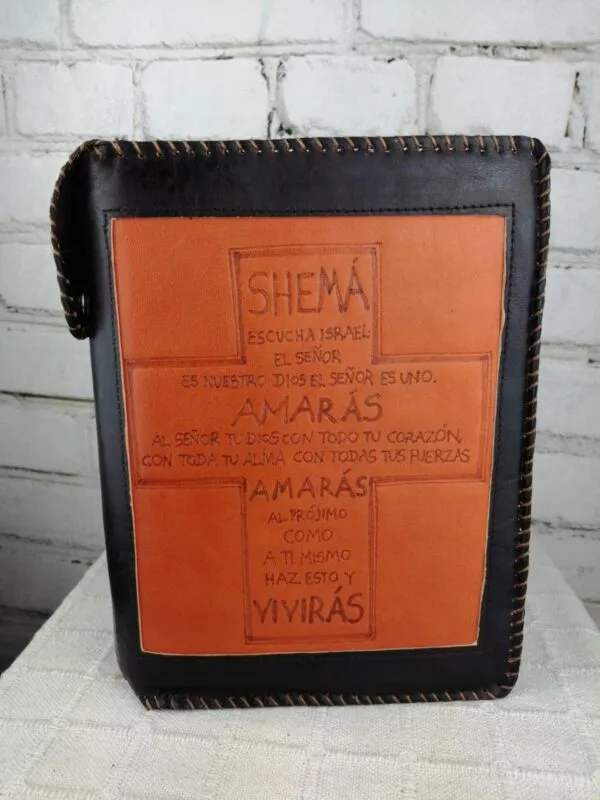 SHEMÁ
ESCUCHA ISRAEL:
EL SEÑOR
ES NUESTRO DIOS EL SEÑOR ES UNO.
AMARÁS
AL SEÑOR TU DIOS CON TODO TU CORAZÓN,
CON TODA TU ALMA CON TODAS TUS FUERZAS
AMARÁS
AL PRÓJIMO
COMO
A TI MISMO
HAZ ESTO Y
VIVIRÁS